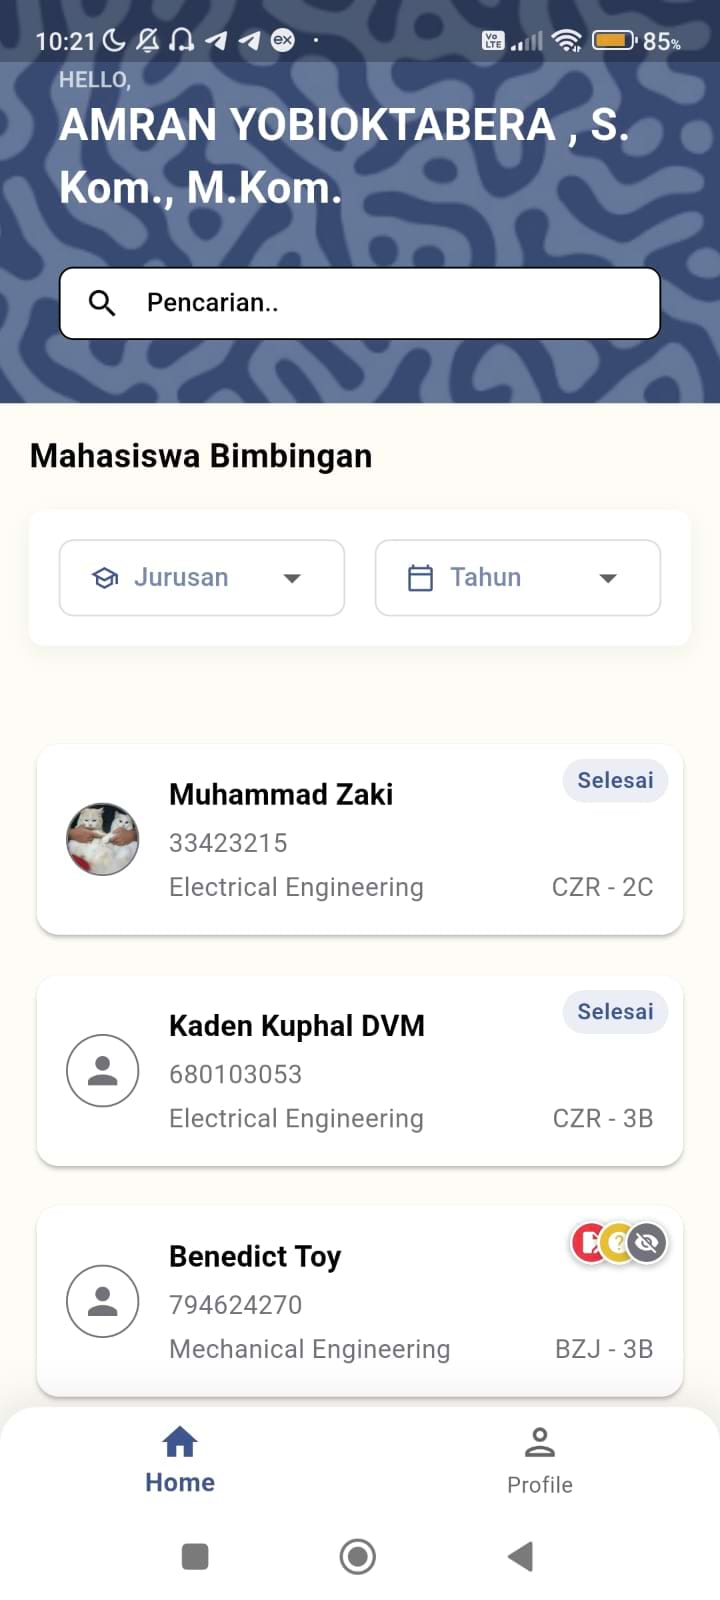 10:21 ex Vo LTE 85%
HELLO,
AMRAN YOBIOKTABERA , S.
Kom., M.Kom.
Pencarian..
Mahasiswa Bimbingan
Jurusan Tahun
Muhammad Zaki Selesai
33423215
Electrical Engineering CZR - 2C
Kaden Kuphal DVM Selesai
680103053
Electrical Engineering CZR - 3B
Benedict Toy ?
794624270
Mechanical Engineering BZJ - 3B
Home Profile